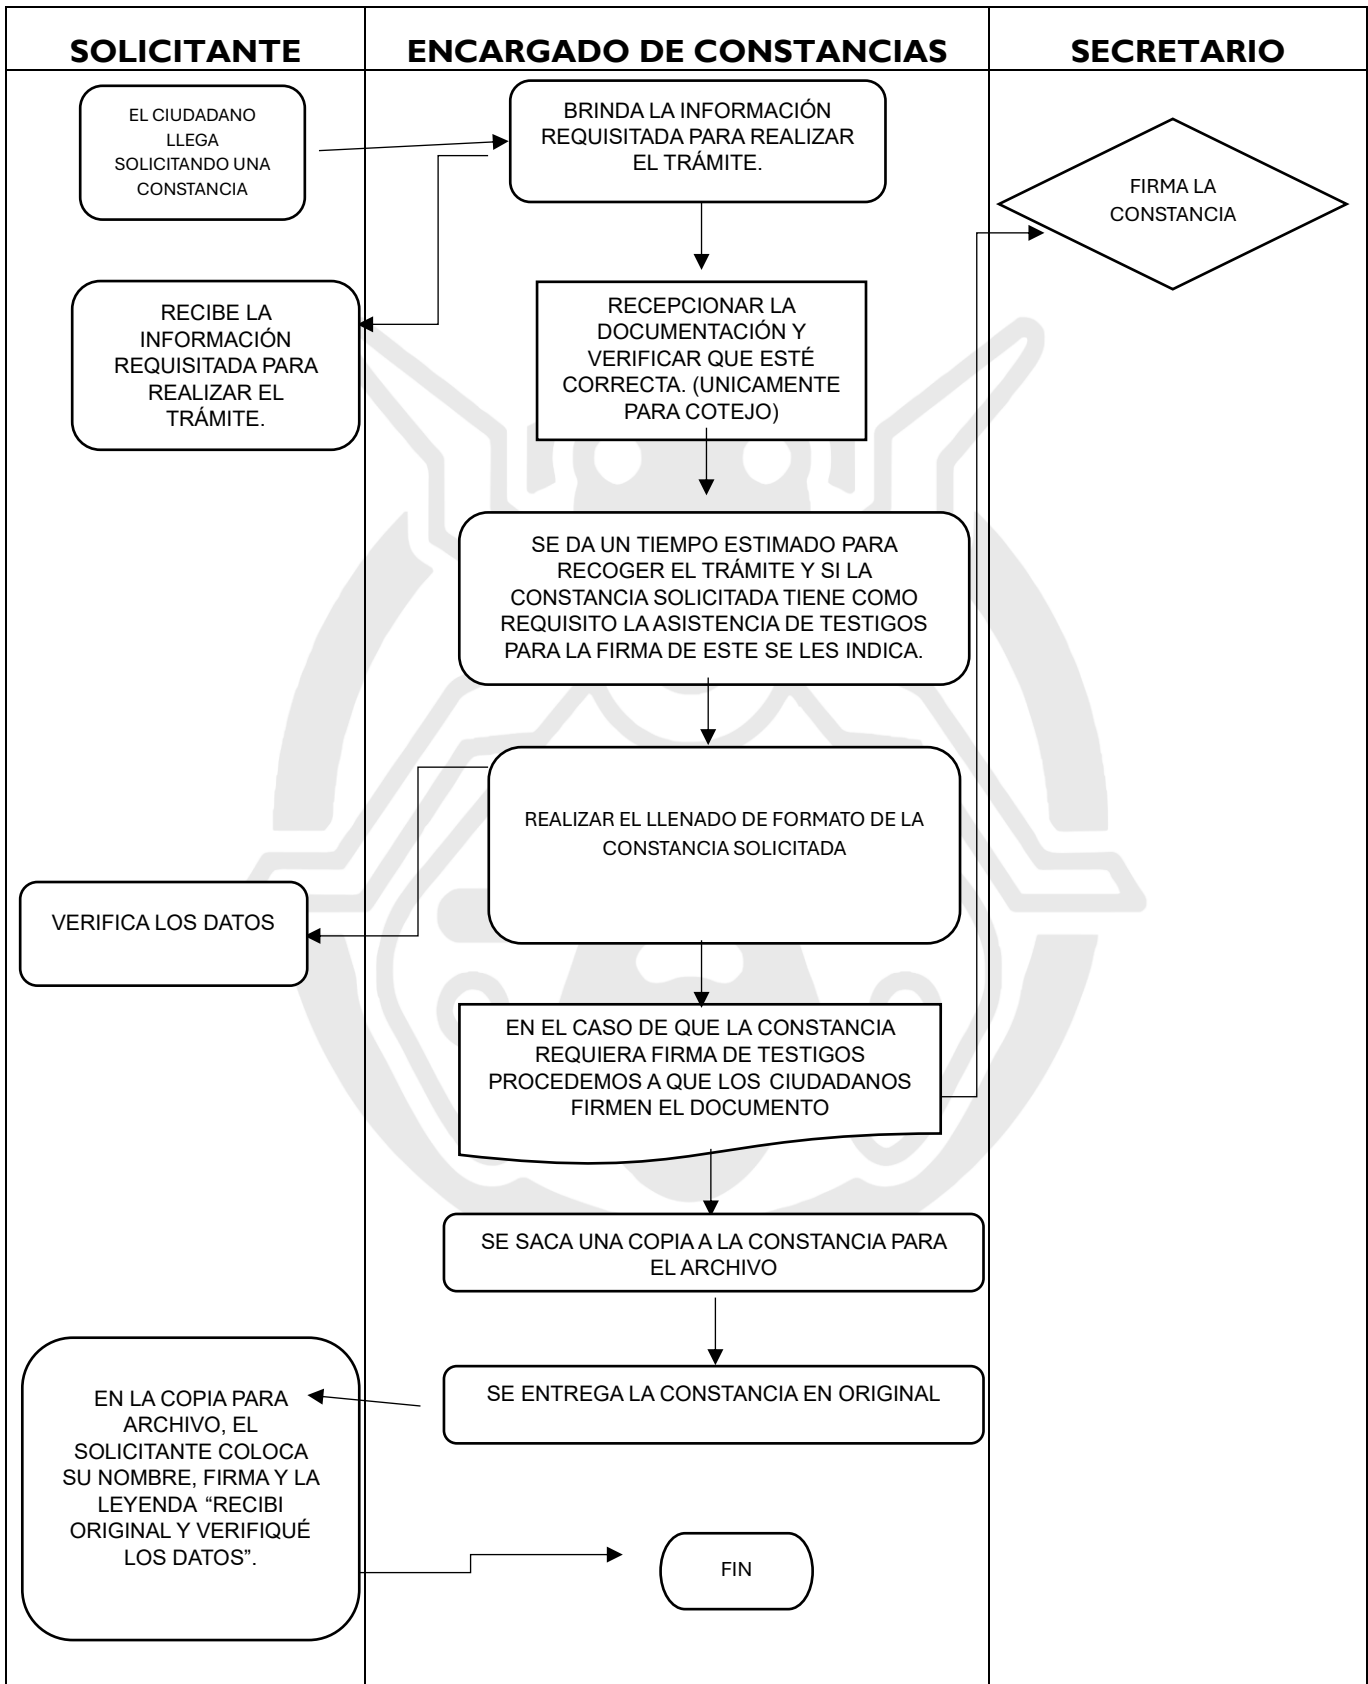 SOLICITANTE
ENCARGADO DE CONSTANCIAS
SECRETARIO
EL CIUDADANO
LLEGA
SOLICITANDO UNA
CONSTANCIA
BRINDA LA INFORMACIÓN
REQUISITADA PARA REALIZAR
EL TRÁMITE.
FIRMA LA
CONSTANCIA
RECIBE LA
INFORMACIÓN
REQUISITADA PARA
REALIZAR EL
TRÁMITE.
RECEPCIONAR LA
DOCUMENTACIÓN Y
VERIFICAR QUE ESTÉ
CORRECTA. (UNICAMENTE
PARA COTEJO)
SE DA UN TIEMPO ESTIMADO PARA
RECOGER EL TRÁMITE Y SI LA
CONSTANCIA SOLICITADA TIENE COMO
REQUISITO LA ASISTENCIA DE TESTIGOS
PARA LA FIRMA DE ESTE SE LES INDICA.
REALIZAR EL LLENADO DE FORMATO DE LA
CONSTANCIA SOLICITADA
VERIFICA LOS DATOS
EN EL CASO DE QUE LA CONSTANCIA
REQUIERA FIRMA DE TESTIGOS
PROCEDEMOS A QUE LOS CIUDADANOS
FIRMEN EL DOCUMENTO
SE SACA UNA COPIA A LA CONSTANCIA PARA
EL ARCHIVO
SE ENTREGA LA CONSTANCIA EN ORIGINAL
EN LA COPIA PARA
ARCHIVO, EL
SOLICITANTE COLOCA
SU NOMBRE, FIRMA Y LA
LEYENDA “RECIBI
ORIGINAL Y VERIFIQUÉ
LOS DATOS”.
FIN